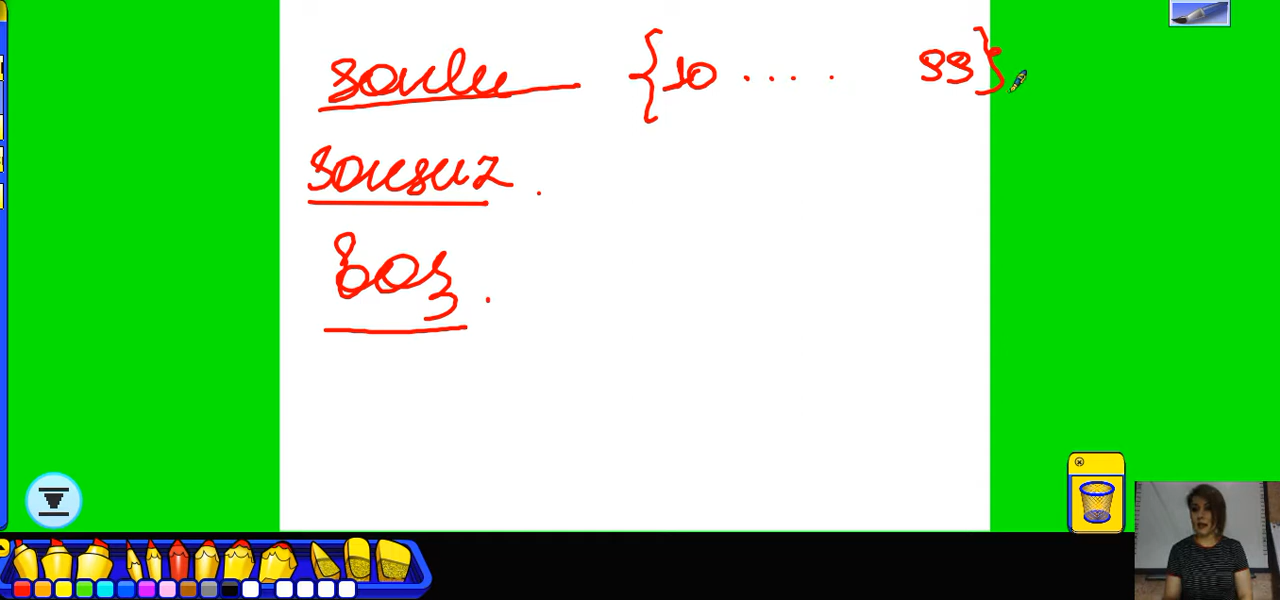 sonlu {10 .... 99}
sonsuz .
boş .